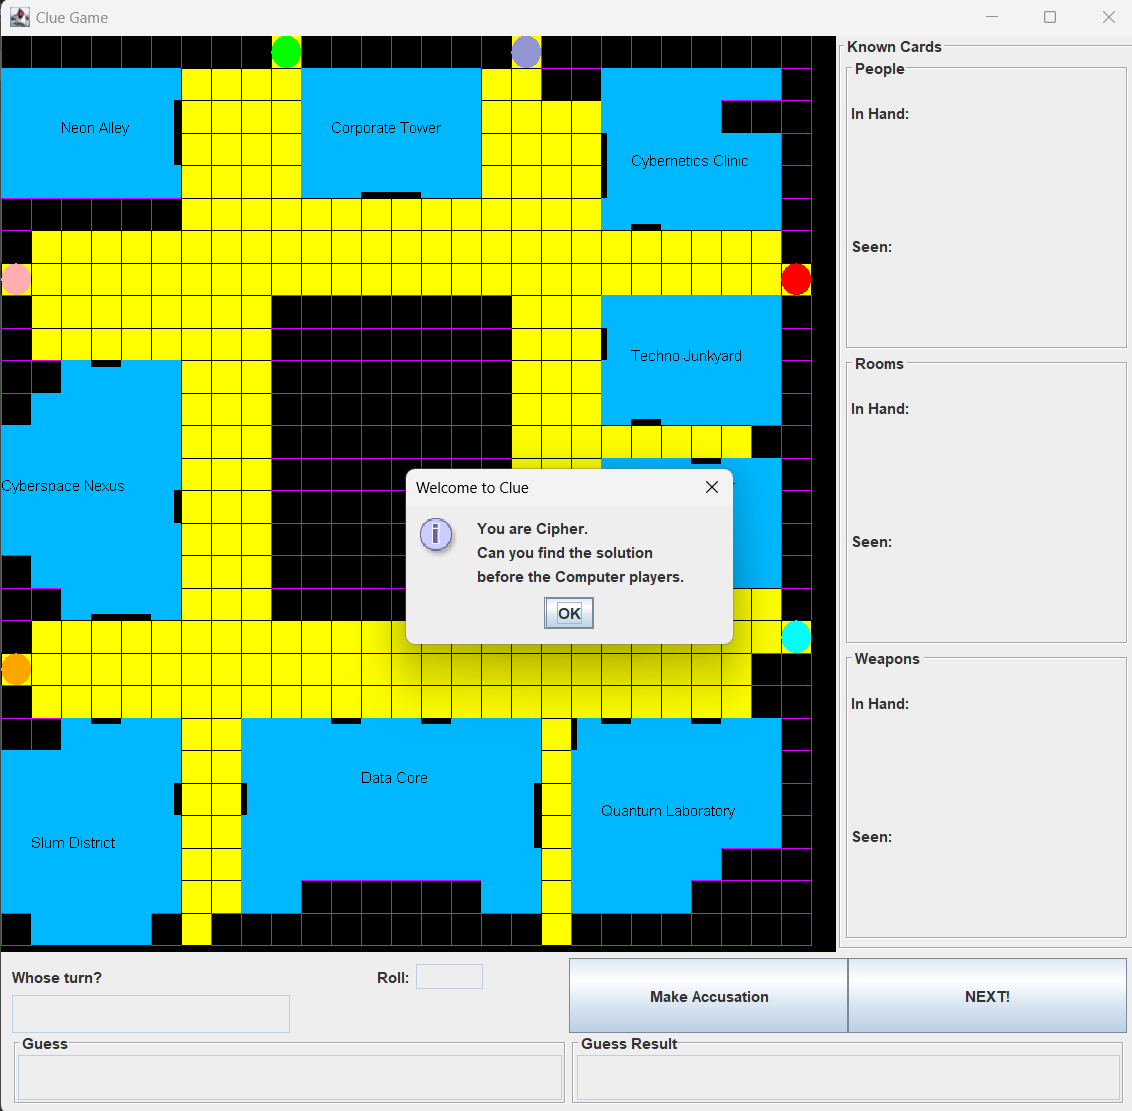 Clue Game
Known Cards
People
In Hand:
Seen:
Neon Alley
Corporate Tower
Cybernetics Clinic
Techno Junkyard
Rooms
In Hand:
Seen:
Cyberspace Nexus
Welcome to Clue
You are Cipher.
Can you find the solution
before the Computer players.
OK
Weapons
In Hand:
Seen:
Data Core
Quantum Laboratory
Slum District
Whose turn?
Roll:
Make Accusation
NEXT!
Guess
Guess Result